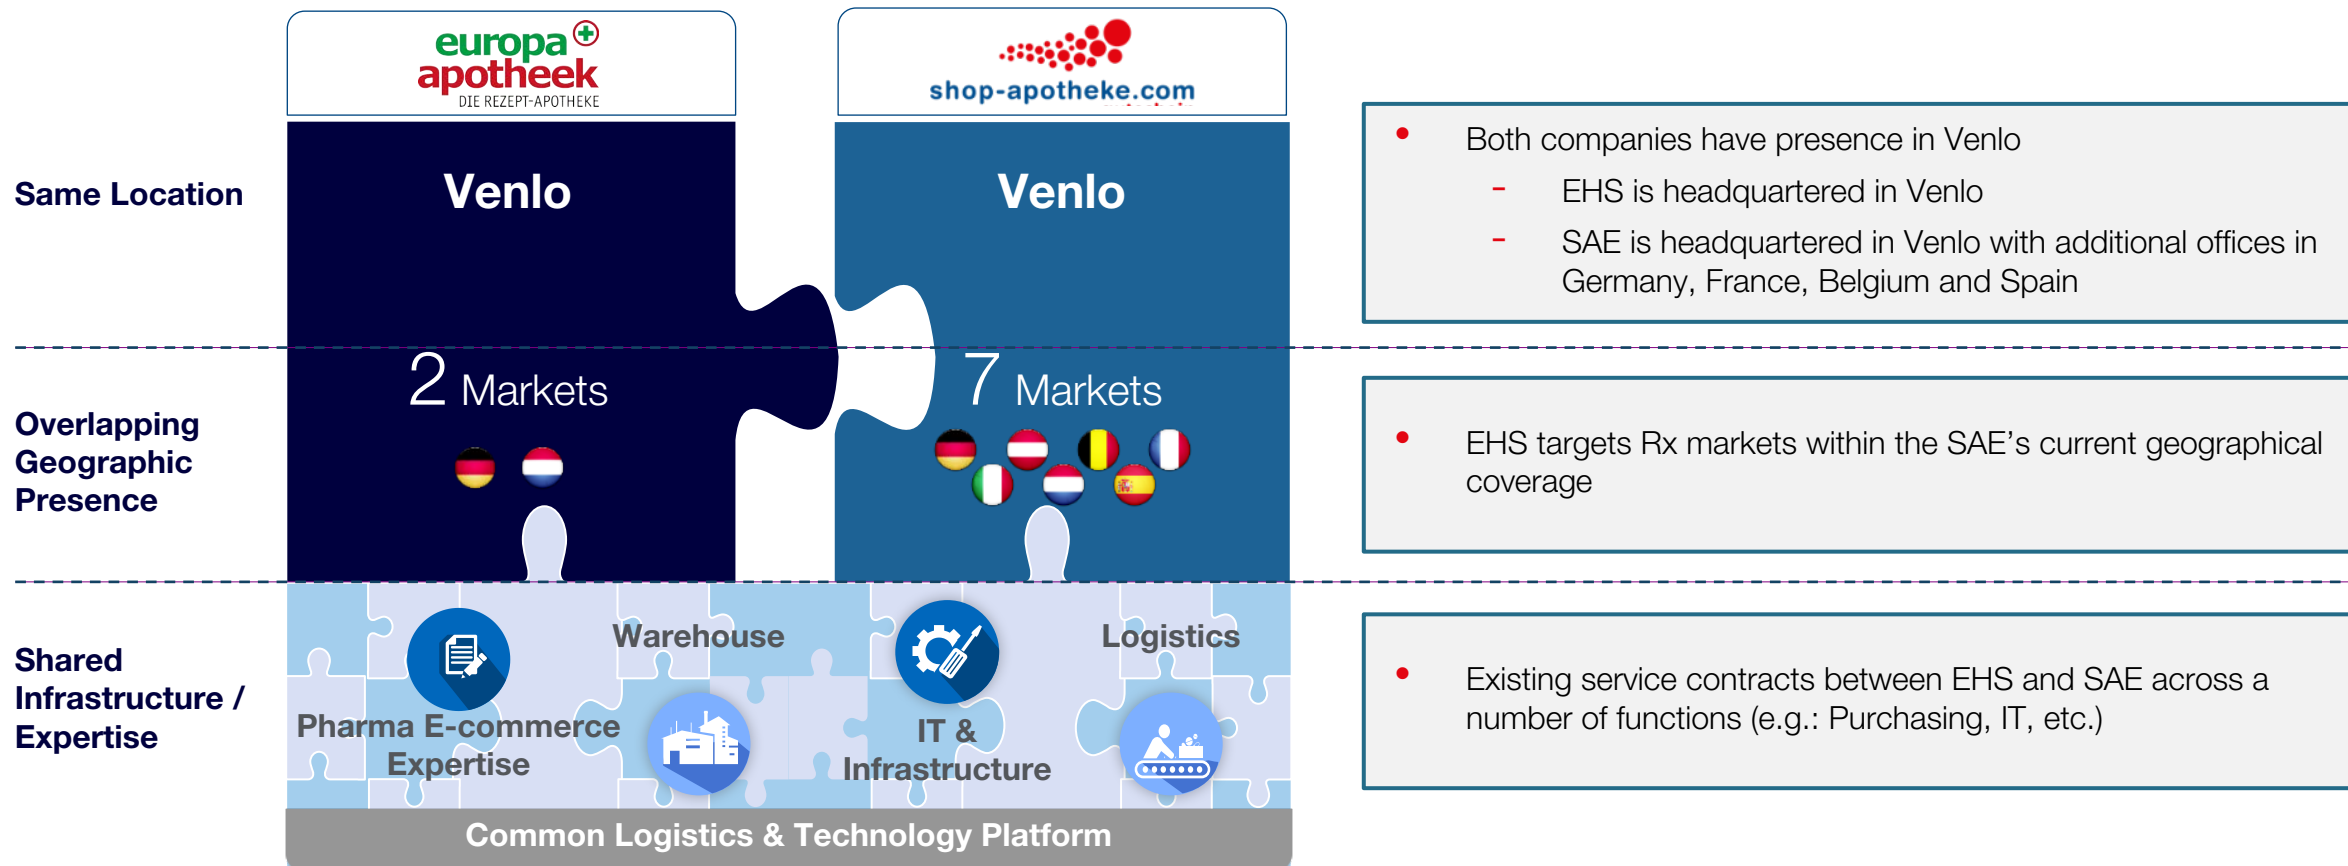 europa
apotheek
DIE REZEPT-APOTHEKE
shop-apotheke.com
Same Location
Venlo
Venlo
• Both companies have presence in Venlo
- EHS is headquartered in Venlo
- SAE is headquartered in Venlo with additional offices in
Germany, France, Belgium and Spain
Overlapping
Geographic
Presence
2 Markets
7 Markets
• EHS targets Rx markets within the SAE’s current geographical
coverage
Shared
Infrastructure /
Expertise
Pharma E-commerce
Expertise
Warehouse
IT &
Infrastructure
Logistics
• Existing service contracts between EHS and SAE across a
number of functions (e.g.: Purchasing, IT, etc.)
Common Logistics & Technology Platform